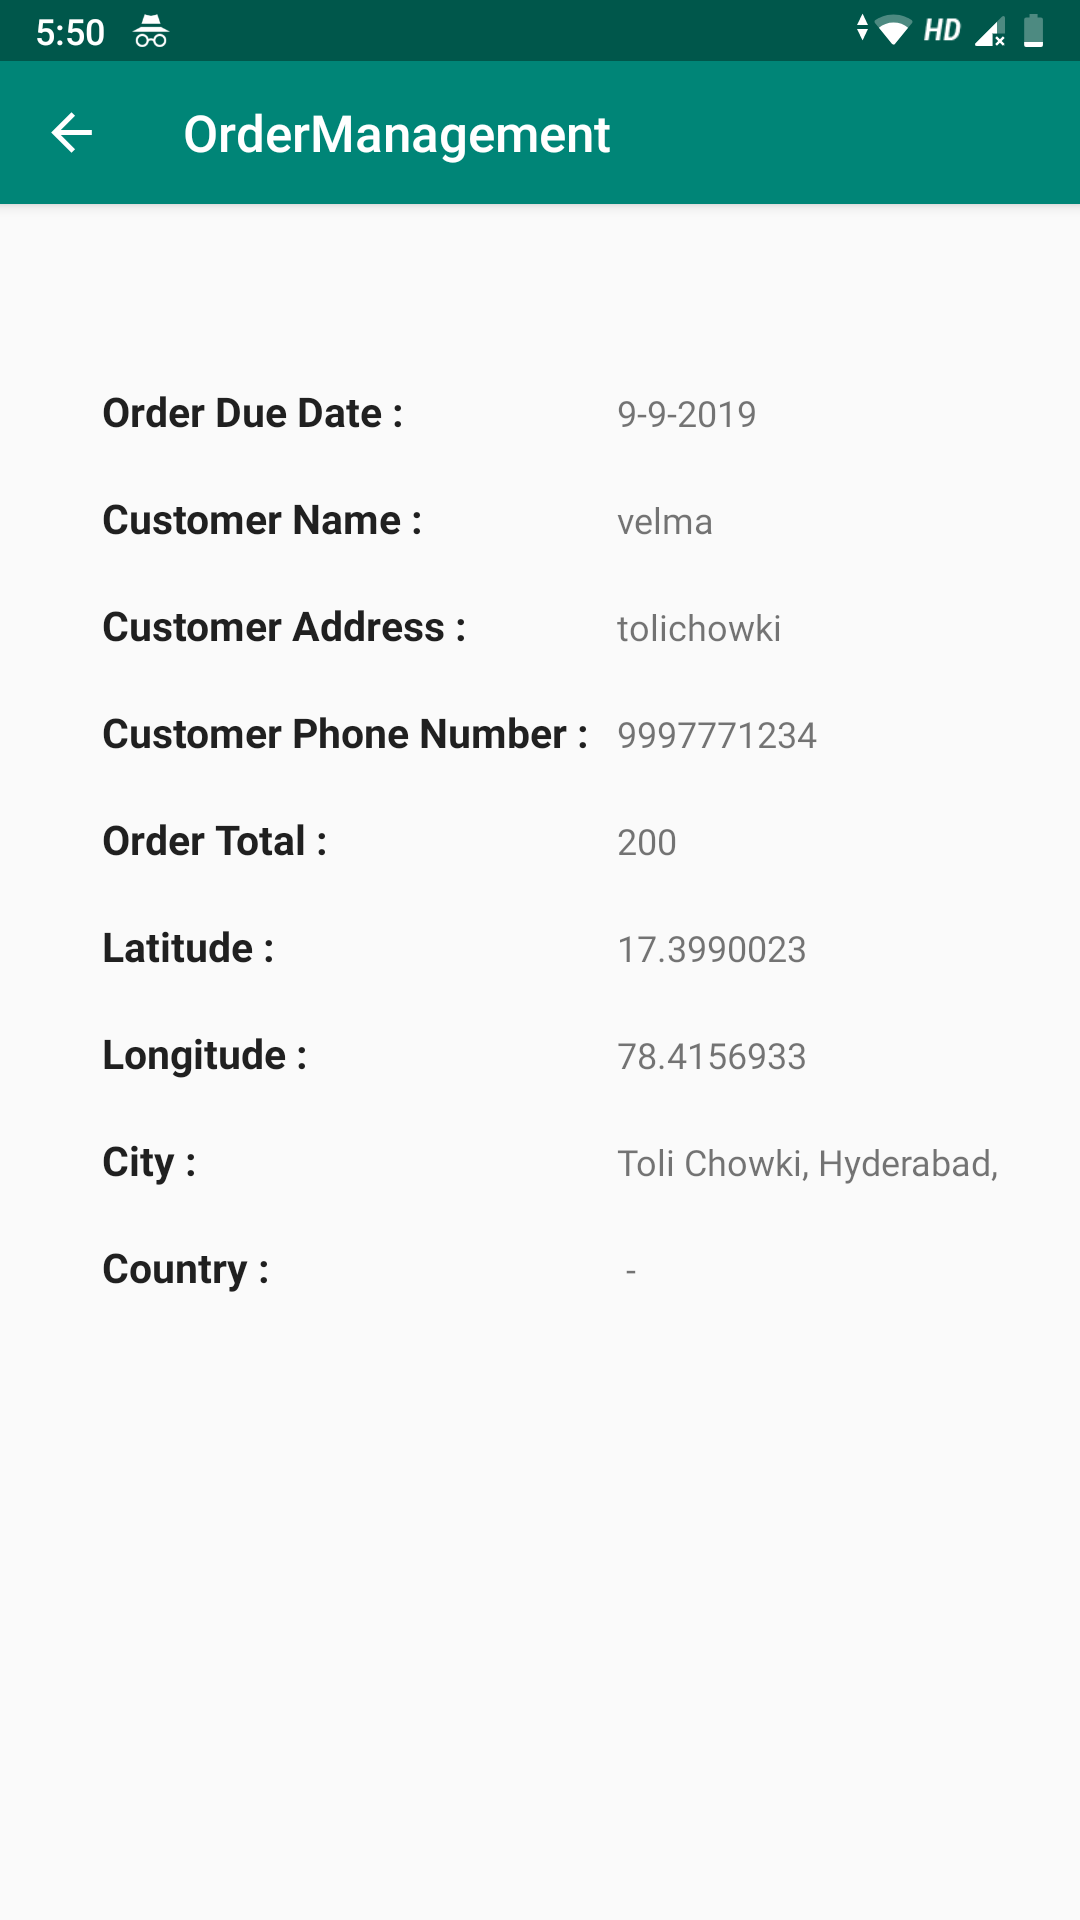 5:50 HD
OrderManagement
Order Due Date : 9-9-2019
Customer Name : velma
Customer Address : tolichowki
Customer Phone Number : 9997771234
Order Total : 200
Latitude : 17.3990023
Longitude : 78.4156933
City : Toli Chowki, Hyderabad,
Country : -